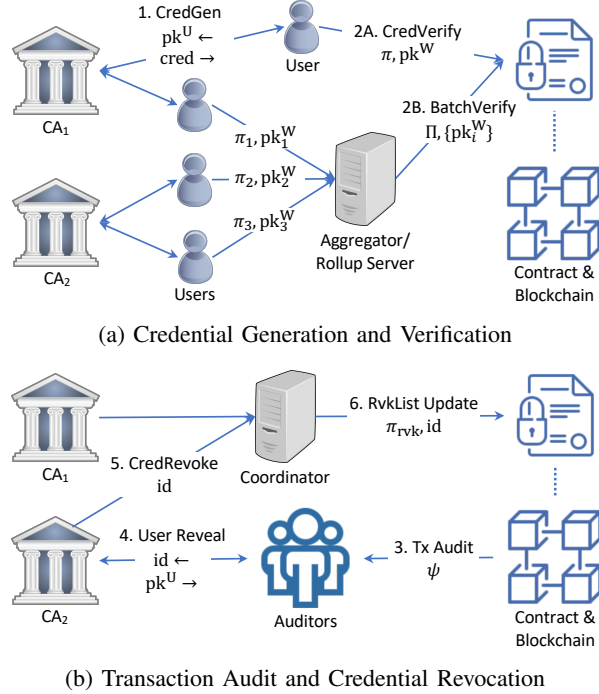 1. CredGen
pk^U ←
cred →
CA₁
User
2A. CredVerify
π, pk^W
2B. BatchVerify
Π, {pk_i^W}
π₁, pk₁^W
π₂, pk₂^W
π₃, pk₃^W
CA₂
Users
Aggregator/
Rollup Server
Contract &
Blockchain
(a) Credential Generation and Verification
CA₁
5. CredRevoke
id
Coordinator
6. RvkList Update
π_rvk, id
4. User Reveal
id ←
pk^U →
CA₂
Auditors
3. Tx Audit
ψ
Contract &
Blockchain
(b) Transaction Audit and Credential Revocation